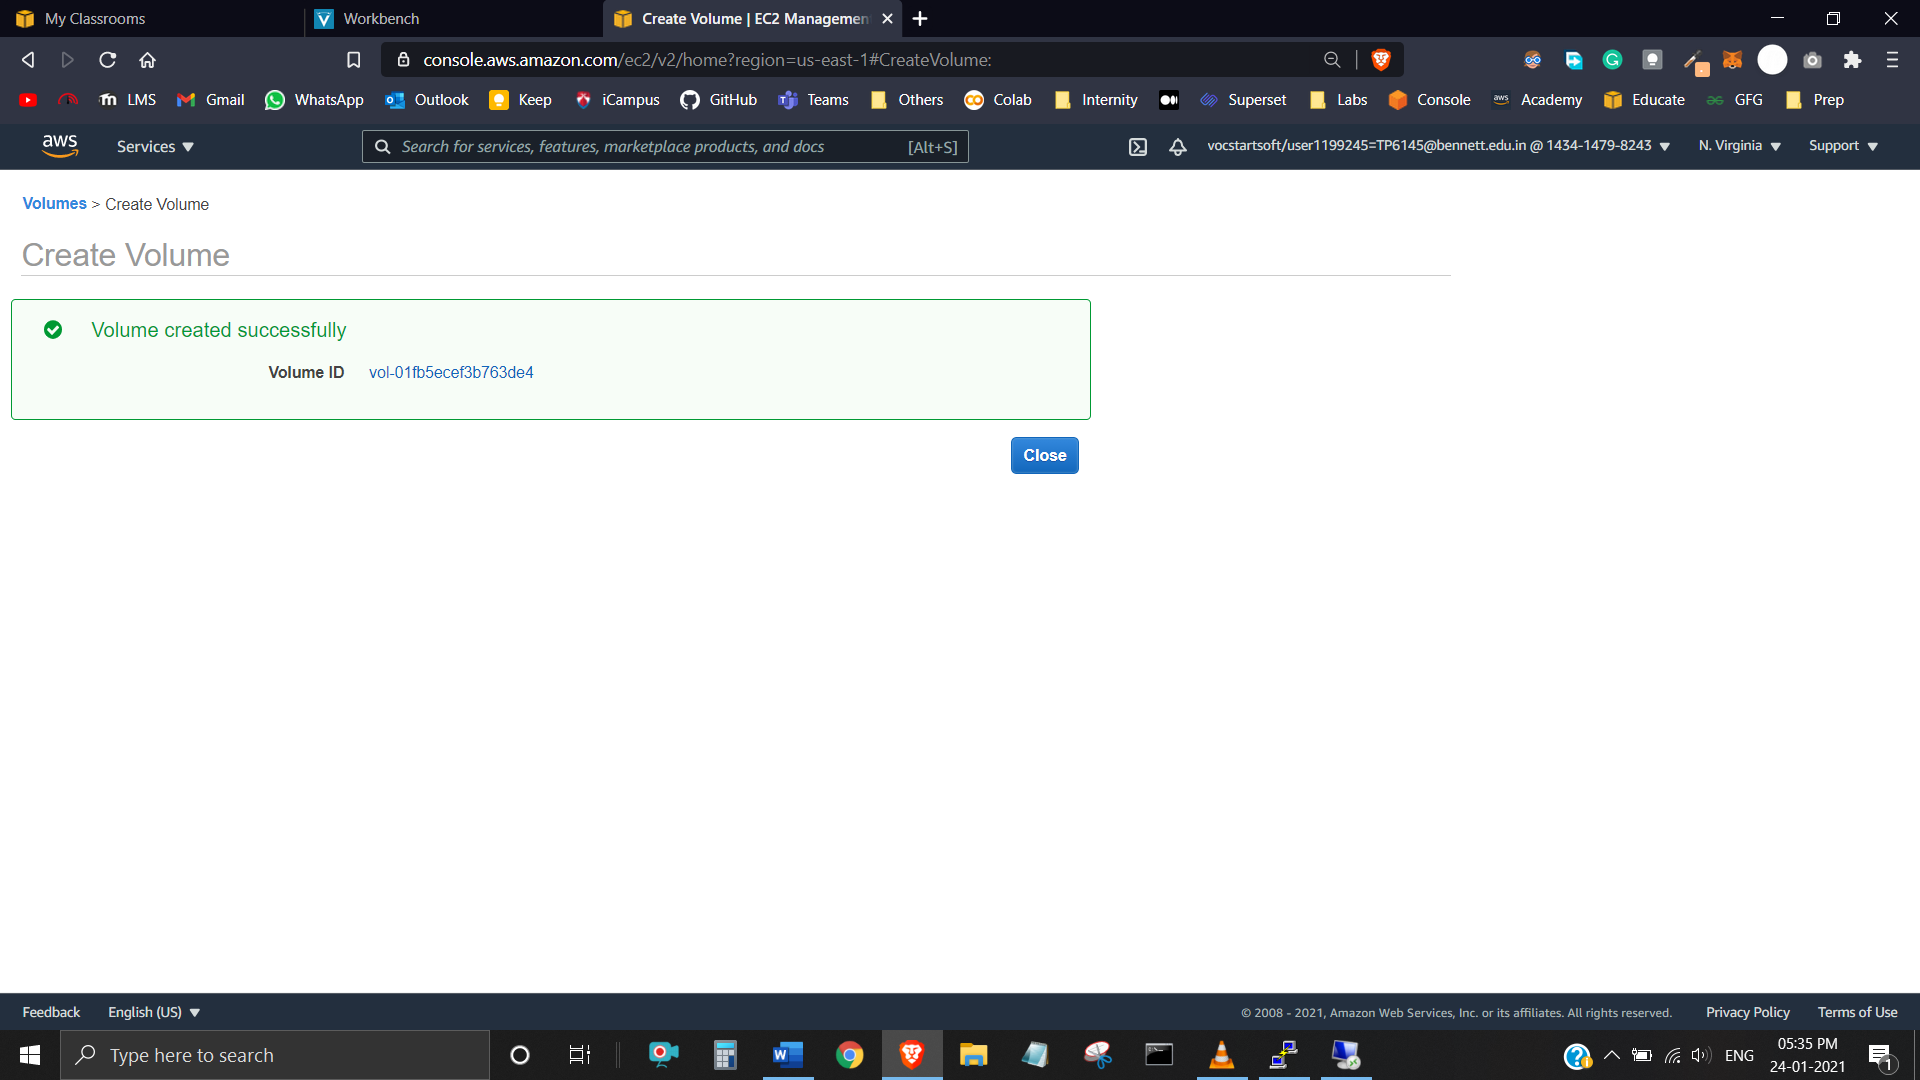 My Classrooms
Workbench
Create Volume | EC2 Managemen
console.aws.amazon.com/ec2/v2/home?region=us-east-1#CreateVolume:
LMS Gmail WhatsApp Outlook Keep iCampus GitHub Teams Others Colab Internity Superset Labs Console aws Academy Educate GFG Prep
aws Services Search for services, features, marketplace products, and docs [Alt+S] vocstartsoft/user1199245=TP6145@bennett.edu.in @ 1434-1479-8243 N. Virginia Support
Volumes > Create Volume
Create Volume
Volume created successfully
Volume ID vol-01fb5ecef3b763de4
Close
Feedback English (US) © 2008 - 2021, Amazon Web Services, Inc. or its affiliates. All rights reserved. Privacy Policy Terms of Use
Type here to search
ENG
05:35 PM
24-01-2021
1